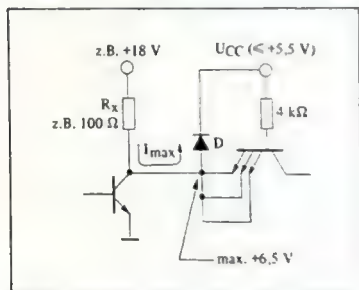 z.B. +18 V
U_CC (≤ +5,5 V)
R_x
z.B. 100 Ω
I_max
D
4 kΩ
max. +6,5 V